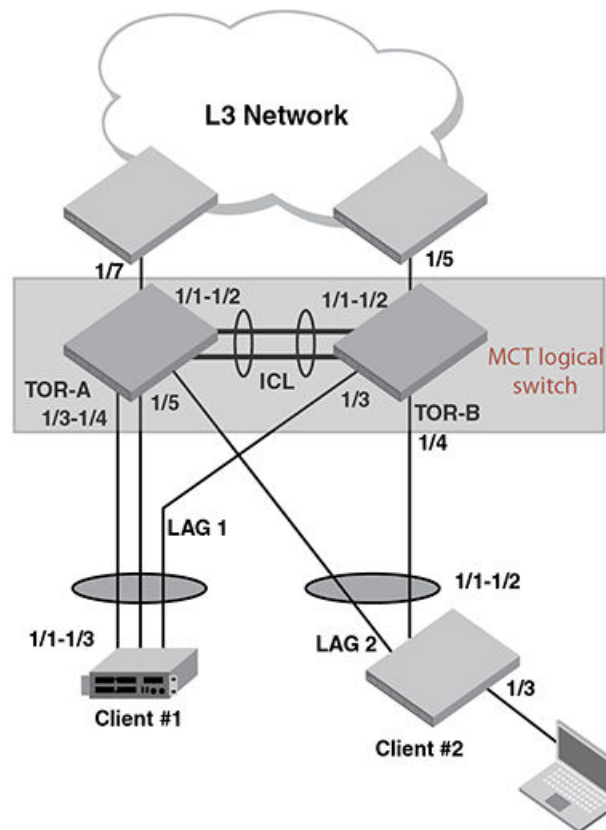 L3 Network
1/7
1/5
1/1-1/2
1/1-1/2
ICL
MCT logical
switch
TOR-A
1/5
1/3
TOR-B
1/3-1/4
1/4
LAG 1
1/1-1/2
1/1-1/3
LAG 2
1/3
Client #1
Client #2